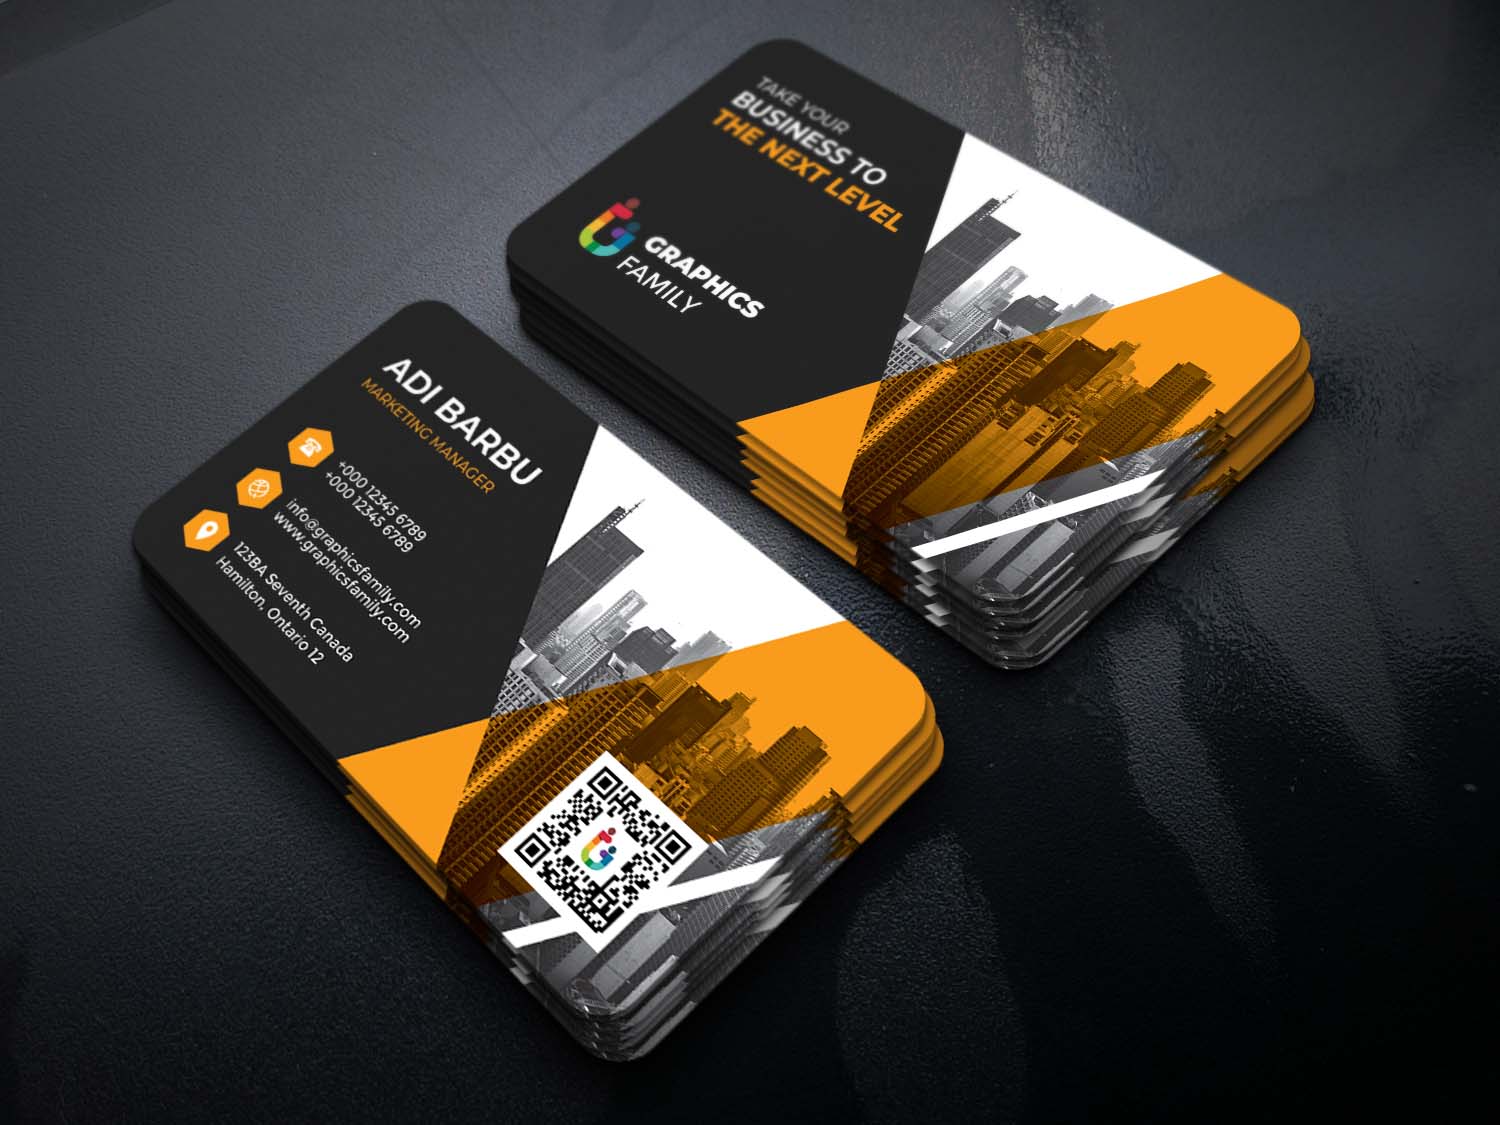 TAKE YOUR
BUSINESS TO
THE NEXT LEVEL
GRAPHICS
FAMILY
ADI BARBU
MARKETING MANAGER
+000 12345 6789
+000 12345 6789
info@graphicsfamily.com
www.graphicsfamily.com
123BA Seventh Canada
Hamilton, Ontario 12